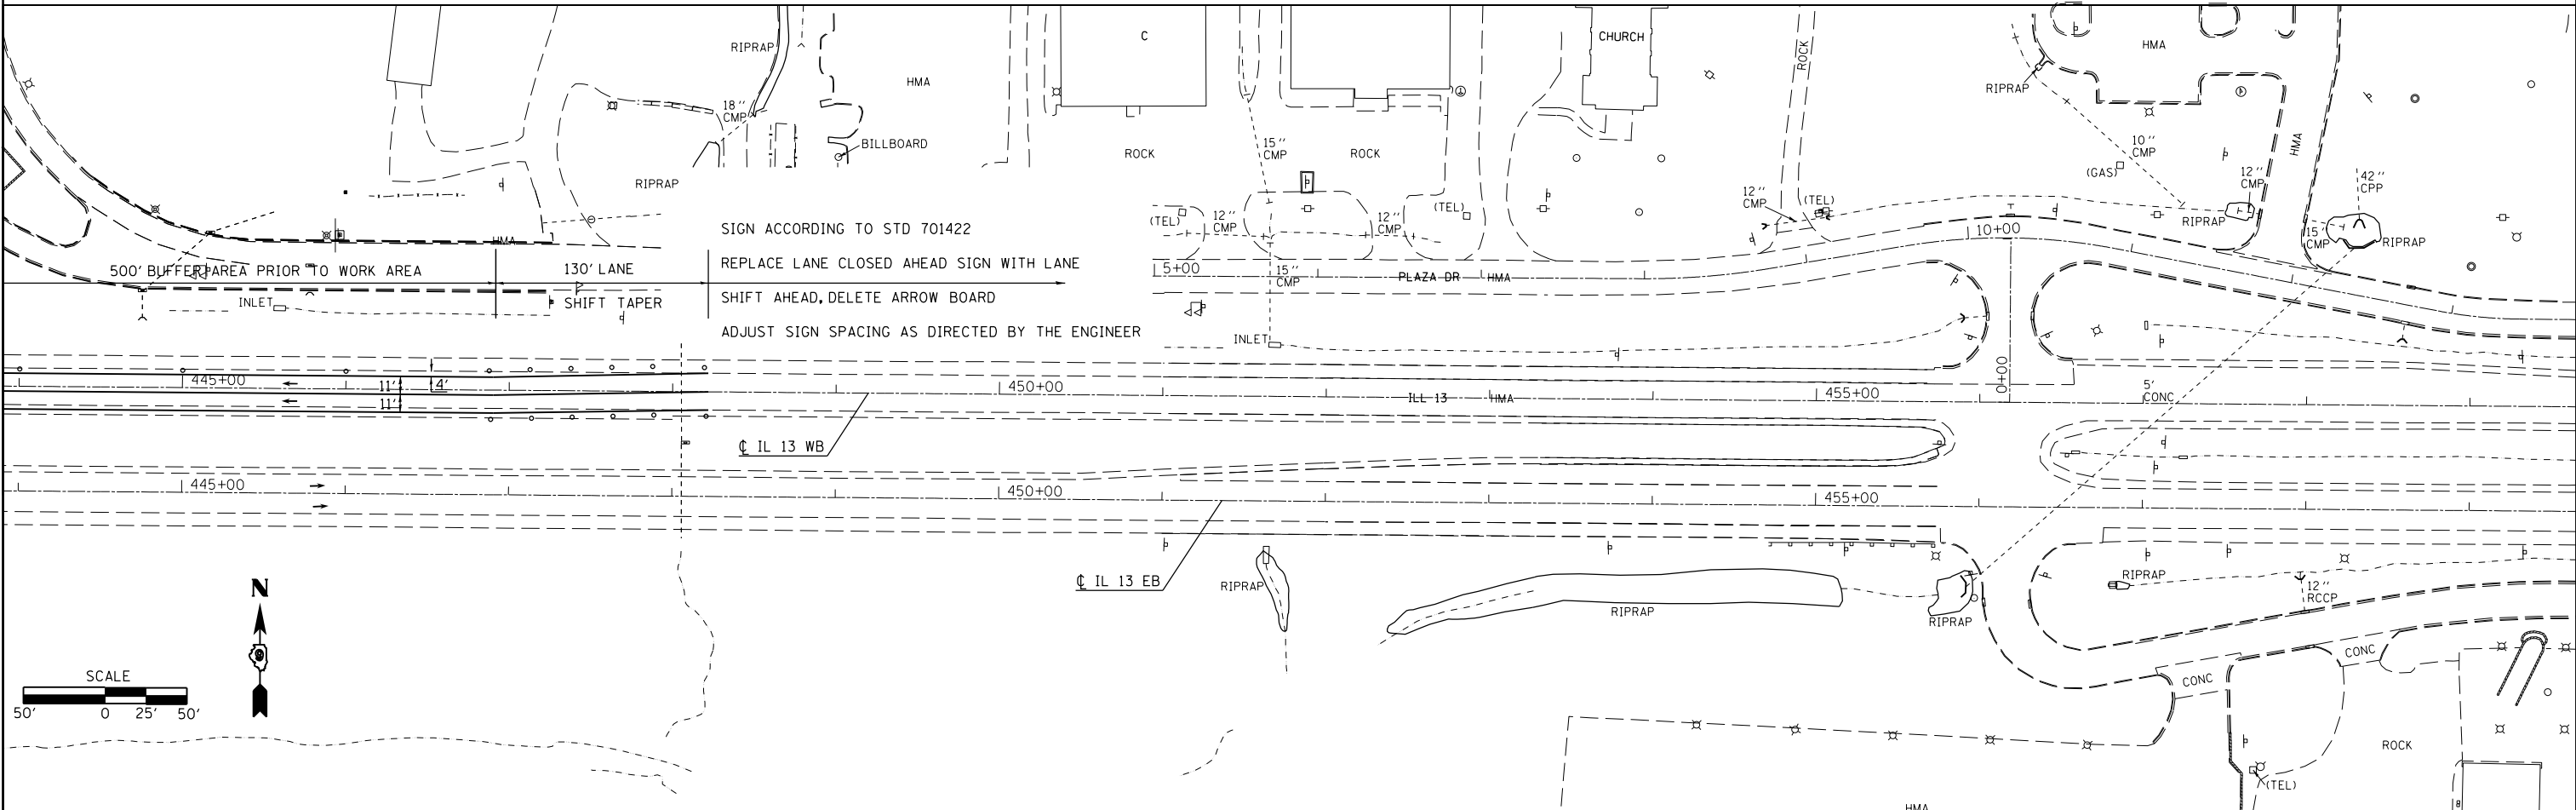 C
CHURCH
ROCK
HMA
RIPRAP
HMA
RIPRAP
18"
CMP
BILLBOARD
ROCK
15"
CMP
ROCK
10"
CMP
HMA
(GAS)
12"
CMP
42"
CPP
RIPRAP
12"
CMP
(TEL)
(TEL)
12"
CMP
12"
CMP
(TEL)
RIPRAP
15"
CMP
RIPRAP
SIGN ACCORDING TO STD 701422
REPLACE LANE CLOSED AHEAD SIGN WITH LANE
SHIFT AHEAD, DELETE ARROW BOARD
ADJUST SIGN SPACING AS DIRECTED BY THE ENGINEER
HMA
500' BUFFER AREA PRIOR TO WORK AREA
130' LANE
SHIFT TAPER
INLET
5+00
15"
CMP
PLAZA DR
HMA
10+00
INLET
0+00
445+00
11'
4'
11'
450+00
ILL 13
HMA
455+00
5'
CONC
℄ IL 13 WB
445+00
450+00
455+00
℄ IL 13 EB
RIPRAP
RIPRAP
RIPRAP
RIPRAP
12"
RCCP
N
SCALE
50'
0
25'
50'
CONC
CONC
ROCK
(TEL)
HMA